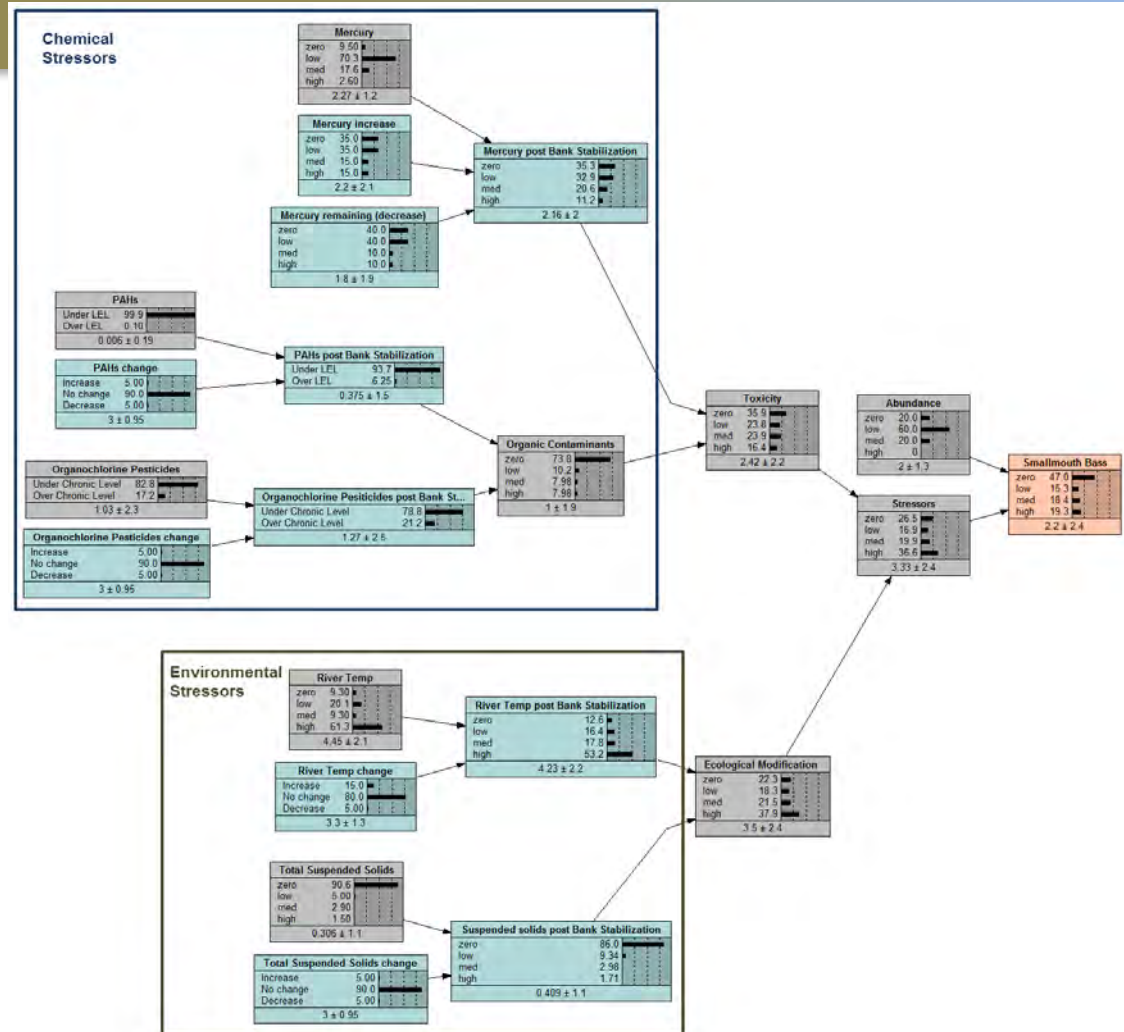 Chemical
Stressors
Mercury
zero 9.50
low 70.3
med 17.6
high 2.60
2.27 ± 1.2
Mercury increase
zero 35.0
low 35.0
med 15.0
high 15.0
2.2 ± 2.1
Mercury post Bank Stabilization
zero 35.3
low 32.9
med 20.6
high 11.2
2.16 ± 2
Mercury remaining (decrease)
zero 40.0
low 40.0
med 10.0
high 10.0
1.8 ± 1.9
PAHs
Under LEL 99.9
Over LEL 0.10
0.006 ± 0.19
PAHs change
Increase 5.00
No change 90.0
Decrease 5.00
3 ± 0.95
PAHs post Bank Stabilization
Under LEL 93.7
Over LEL 6.25
0.375 ± 1.5
Organochlorine Pesticides
Under Chronic Level 82.8
Over Chronic Level 17.2
1.03 ± 2.3
Organochlorine Pesticides change
Increase 5.00
No change 90.0
Decrease 5.00
3 ± 0.95
Organochlorine Pesiticides post Bank St...
Under Chronic Level 78.8
Over Chronic Level 21.2
1.27 ± 2.5
Organic Contaminants
zero 73.8
low 10.2
med 7.98
high 7.98
1 ± 1.9
Toxicity
zero 35.9
low 23.8
med 23.9
high 16.4
2.42 ± 2.2
Abundance
zero 20.0
low 60.0
med 20.0
high 0
2 ± 1.3
Stressors
zero 26.5
low 16.9
med 19.9
high 36.6
3.33 ± 2.4
Smallmouth Bass
zero 47.0
low 15.3
med 18.4
high 19.3
2.2 ± 2.4
Environmental
Stressors
River Temp
zero 9.30
low 20.1
med 9.30
high 61.3
4.45 ± 2.1
River Temp change
Increase 15.0
No change 80.0
Decrease 5.00
3.3 ± 1.3
River Temp post Bank Stabilization
zero 12.6
low 16.4
med 17.8
high 53.2
4.23 ± 2.2
Total Suspended Solids
zero 90.6
low 5.00
med 2.90
high 1.50
0.306 ± 1.1
Total Suspended Solids change
Increase 5.00
No change 90.0
Decrease 5.00
3 ± 0.95
Suspended solids post Bank Stabilization
zero 86.0
low 9.34
med 2.98
high 1.71
0.409 ± 1.1
Ecological Modification
zero 22.3
low 18.3
med 21.5
high 37.9
3.5 ± 2.4